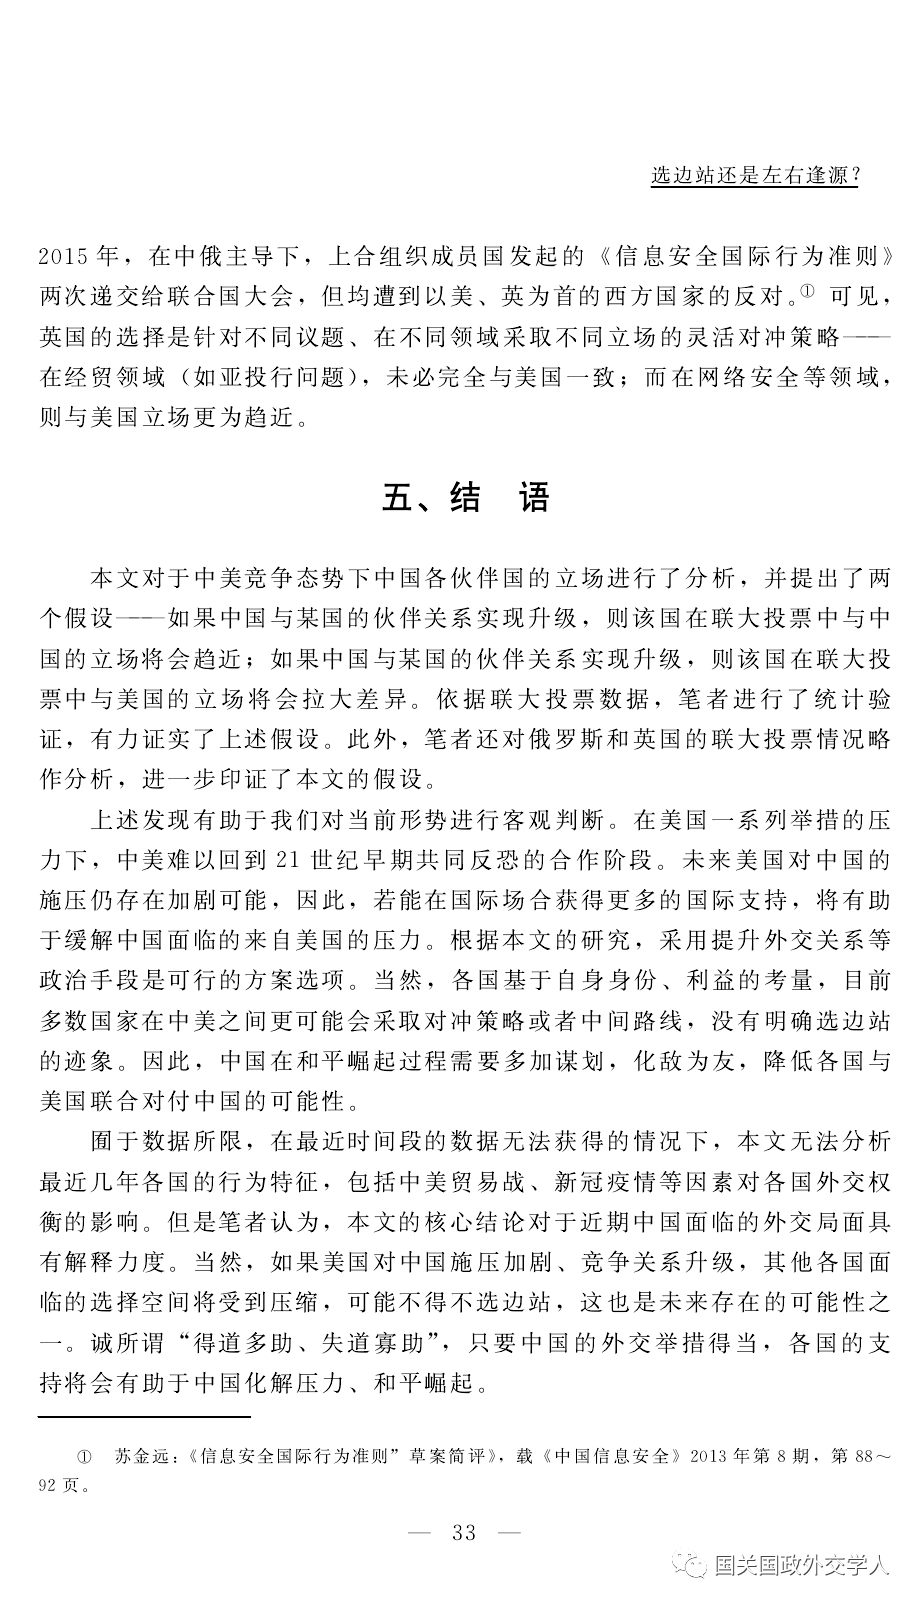 选边站还是左右逢源?
2015 年，在中俄主导下，上合组织成员国发起的《信息安全国际行为准则》
两次递交给联合国大会，但均遭到以美、英为首的西方国家的反对。① 可见，
英国的选择是针对不同议题、在不同领域采取不同立场的灵活对冲策略——
在经贸领域（如亚投行问题），未必完全与美国一致；而在网络安全等领域，
则与美国立场更为趋近。
五、结　语
本文对于中美竞争态势下中国各伙伴国的立场进行了分析，并提出了两
个假设——如果中国与某国的伙伴关系实现升级，则该国在联大投票中与中
国的立场将会趋近；如果中国与某国的伙伴关系实现升级，则该国在联大投
票中与美国的立场将会拉大差异。依据联大投票数据，笔者进行了统计验
证，有力证实了上述假设。此外，笔者还对俄罗斯和英国的联大投票情况略
作分析，进一步印证了本文的假设。
上述发现有助于我们对当前形势进行客观判断。在美国一系列举措的压
力下，中美难以回到 21 世纪早期共同反恐的合作阶段。未来美国对中国的
施压仍存在加剧可能，因此，若能在国际场合获得更多的国际支持，将有助
于缓解中国面临的来自美国的压力。根据本文的研究，采用提升外交关系等
政治手段是可行的方案选项。当然，各国基于自身身份、利益的考量，目前
多数国家在中美之间更可能会采取对冲策略或者中间路线，没有明确选边站
的迹象。因此，中国在和平崛起过程需要多加谋划，化敌为友，降低各国与
美国联合对付中国的可能性。
囿于数据所限，在最近时间段的数据无法获得的情况下，本文无法分析
最近几年各国的行为特征，包括中美贸易战、新冠疫情等因素对各国外交权
衡的影响。但是笔者认为，本文的核心结论对于近期中国面临的外交局面具
有解释力度。当然，如果美国对中国施压加剧、竞争关系升级，其他各国面
临的选择空间将受到压缩，可能不得不选边站，这也是未来存在的可能性之
一。诚所谓“得道多助、失道寡助”，只要中国的外交举措得当，各国的支
持将会有助于中国化解压力、和平崛起。
①　苏金远：《信息安全国际行为准则”草案简评》，载《中国信息安全》2013 年第 8 期，第 88～
92 页。
— 33 —
国关国政外交学人